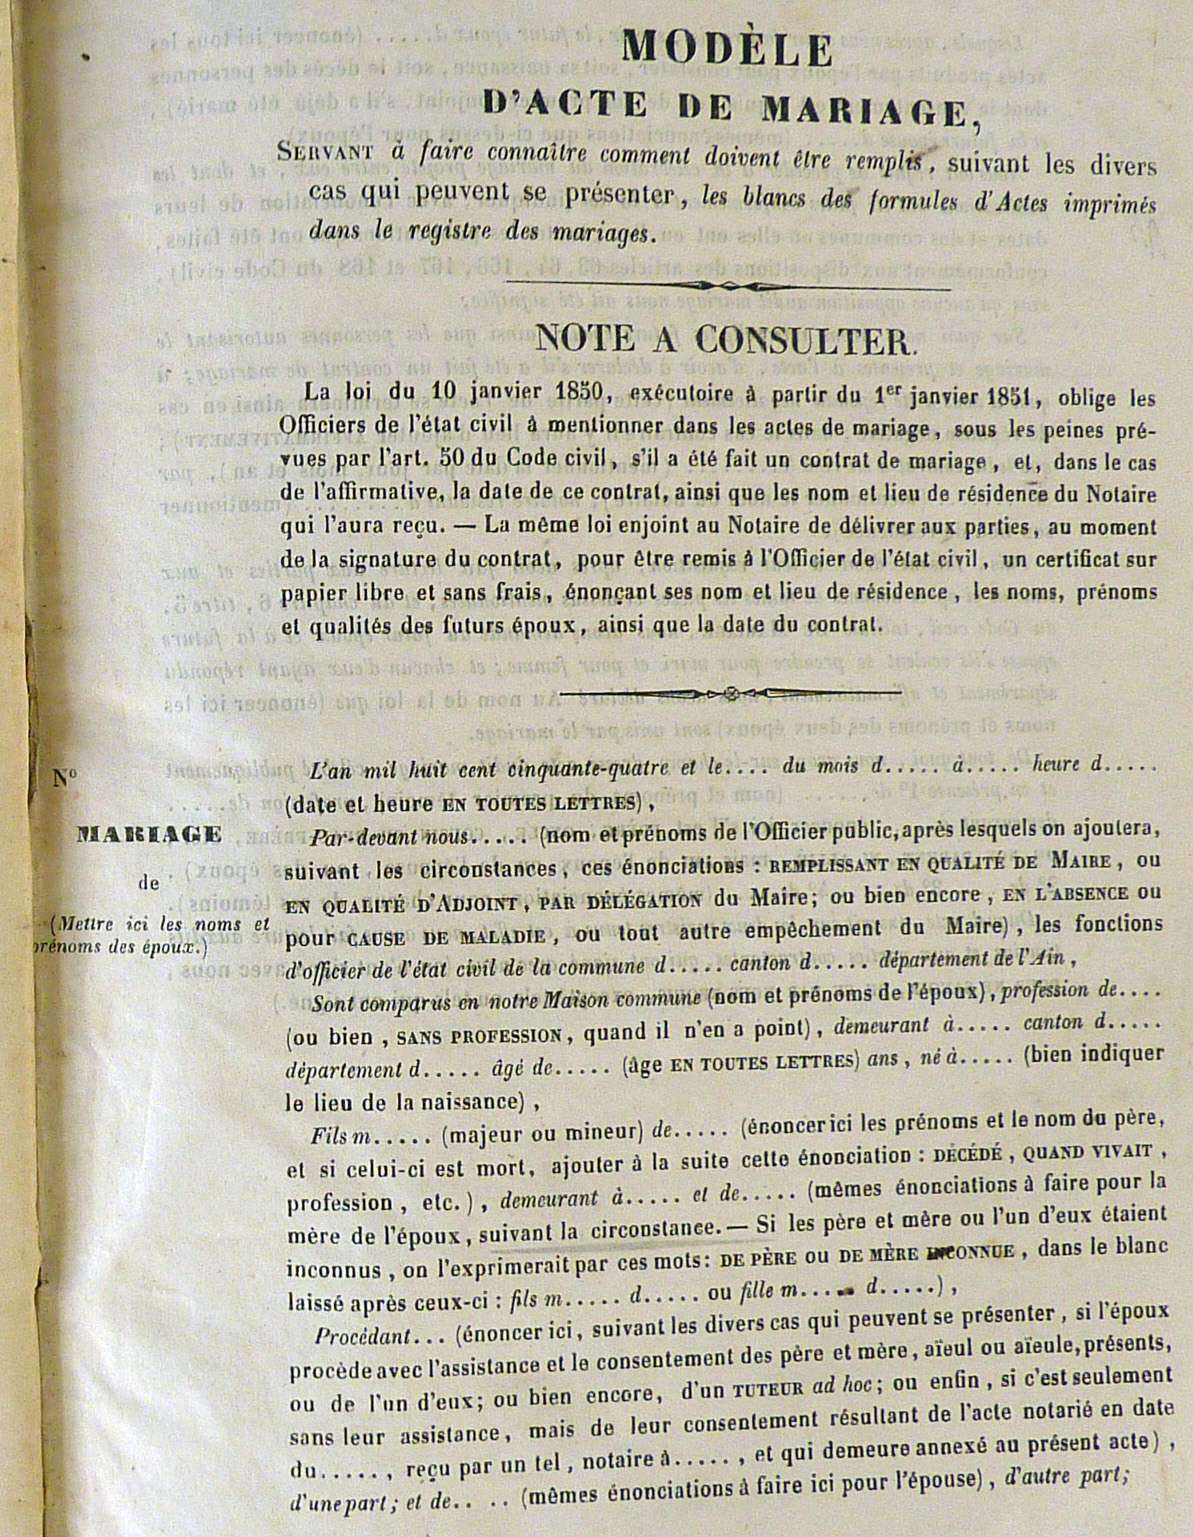 MODÈLE
D'ACTE DE MARIAGE,
SERVANT à faire connaître comment doivent être remplis, suivant les divers
cas qui peuvent se présenter, les blancs des formules d'Actes imprimés
dans le registre des mariages.
NOTE A CONSULTER.
La loi du 10 janvier 1850, exécutoire à partir du 1er janvier 1851, oblige les
Officiers de l'état civil à mentionner dans les actes de mariage, sous les peines pré-
vues par l'art. 50 du Code civil, s'il a été fait un contrat de mariage, et, dans le cas
de l'affirmative, la date de ce contrat, ainsi que les nom et lieu de résidence du Notaire
qui l'aura reçu. — La même loi enjoint au Notaire de délivrer aux parties, au moment
de la signature du contrat, pour être remis à l'Officier de l'état civil, un certificat sur
papier libre et sans frais, énonçant ses nom et lieu de résidence, les noms, prénoms
et qualités des futurs époux, ainsi que la date du contrat.
No
MARIAGE
de
(Mettre ici les noms et
prénoms des époux.)
L'an mil huit cent cinquante-quatre et le.... du mois d..... à..... heure d.....
(date et heure EN TOUTES LETTRES),
Par-devant nous...... (nom et prénoms de l'Officier public, après lesquels on ajoutera,
suivant les circonstances, ces énonciations : REMPLISSANT EN QUALITÉ DE MAIRE, ou
EN QUALITÉ D'ADJOINT, PAR DÉLÉGATION du Maire; ou bien encore, EN L'ABSENCE ou
pour CAUSE DE MALADIE, ou tout autre empêchement du Maire), les fonctions
d'officier de l'état civil de la commune d..... canton d..... département de l'Ain,
Sont comparus en notre Maison commune (nom et prénoms de l'époux), profession de....
(ou bien, SANS PROFESSION, quand il n'en a point), demeurant à..... canton d.....
département d..... âgé de..... (âge EN TOUTES LETTRES) ans, né à..... (bien indiquer
le lieu de la naissance),
Fils m..... (majeur ou mineur) de..... (énoncer ici les prénoms et le nom du père,
et si celui-ci est mort, ajouter à la suite cette énonciation : DÉCÉDÉ, QUAND VIVAIT,
profession, etc.), demeurant à..... et de..... (mêmes énonciations à faire pour la
mère de l'époux, suivant la circonstance. — Si les père et mère ou l'un d'eux étaient
inconnus, on l'exprimerait par ces mots : DE PÈRE OU DE MÈRE INCONNUE, dans le blanc
laissé après ceux-ci : fils m..... d..... ou fille m..... d.....),
Procédant... (énoncer ici, suivant les divers cas qui peuvent se présenter, si l'époux
procède avec l'assistance et le consentement des père et mère, aïeul ou aïeule, présents,
ou de l'un d'eux; ou bien encore, d'un TUTEUR ad hoc; ou enfin, si c'est seulement
sans leur assistance, mais de leur consentement résultant de l'acte notarié en date
du......, reçu par un tel, notaire à....., et qui demeure annexé au présent acte),
d'une part; et de.. .. (mêmes énonciations à faire ici pour l'épouse), d'autre part;